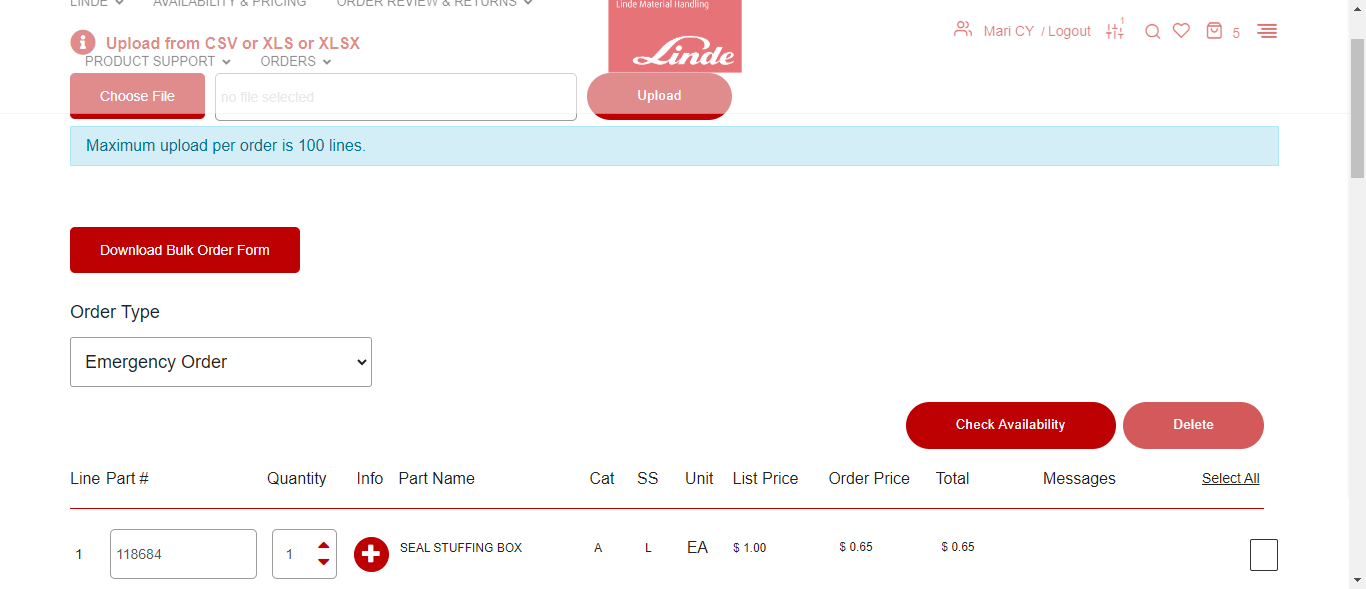 LINDE AVAILABILITY & PRICING ORDER REVIEW & RETURNS
Linde Material Handling
Linde
Mari CY / Logout 1 5
Upload from CSV or XLS or XLSX
PRODUCT SUPPORT ORDERS
Choose File no file selected Upload
Maximum upload per order is 100 lines.
Download Bulk Order Form
Order Type
Emergency Order
Check Availability Delete
Line Part # Quantity Info Part Name Cat SS Unit List Price Order Price Total Messages Select All
1 118684 1 SEAL STUFFING BOX A L EA $ 1.00 $ 0.65 $ 0.65